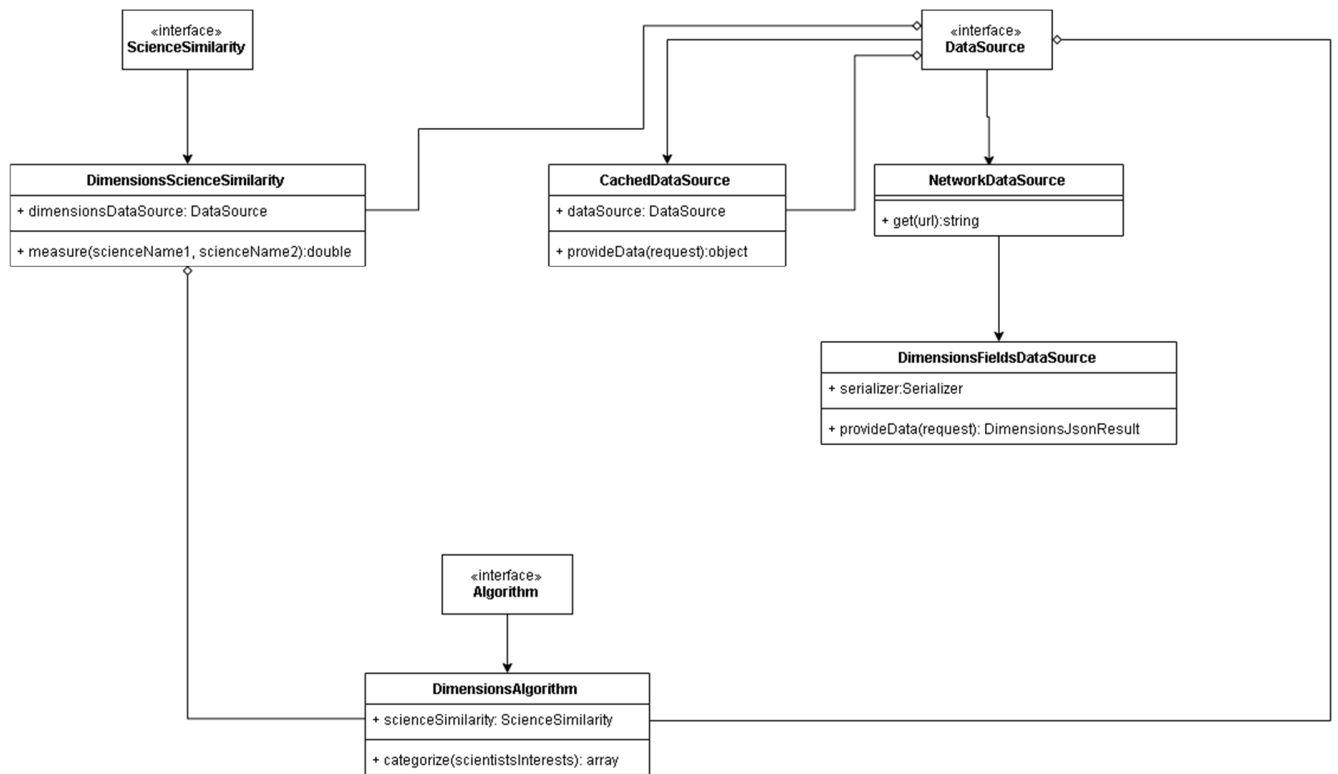 «interface»
ScienceSimilarity
«interface»
DataSource
DimensionsScienceSimilarity
+ dimensionsDataSource: DataSource
+ measure(scienceName1, scienceName2):double
CachedDataSource
+ dataSource: DataSource
+ provideData(request):object
NetworkDataSource
+ get(url):string
DimensionsFieldsDataSource
+ serializer:Serializer
+ provideData(request): DimensionsJsonResult
«interface»
Algorithm
DimensionsAlgorithm
+ scienceSimilarity: ScienceSimilarity
+ categorize(scientistsInterests): array